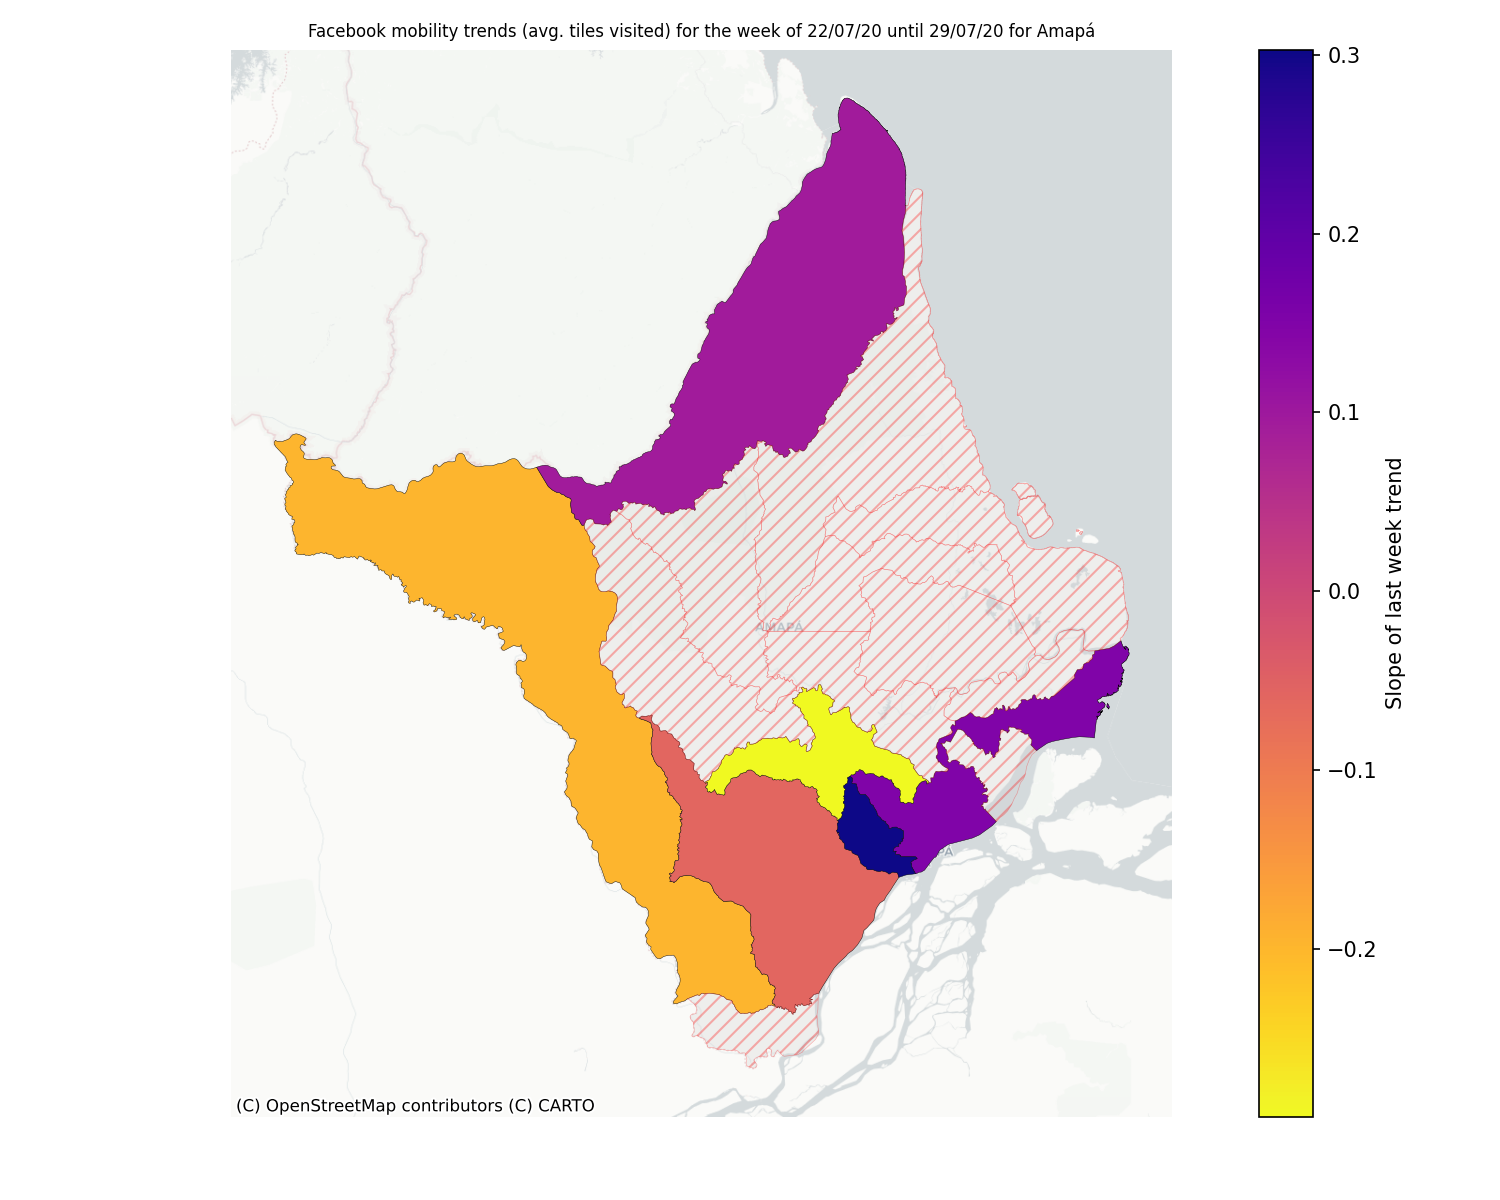 Facebook mobility trends (avg. tiles visited) for the week of 22/07/20 until 29/07/20 for Amapá
0.3
0.2
0.1
0.0
−0.1
−0.2
Slope of last week trend
AMAPÁ
(C) OpenStreetMap contributors (C) CARTO